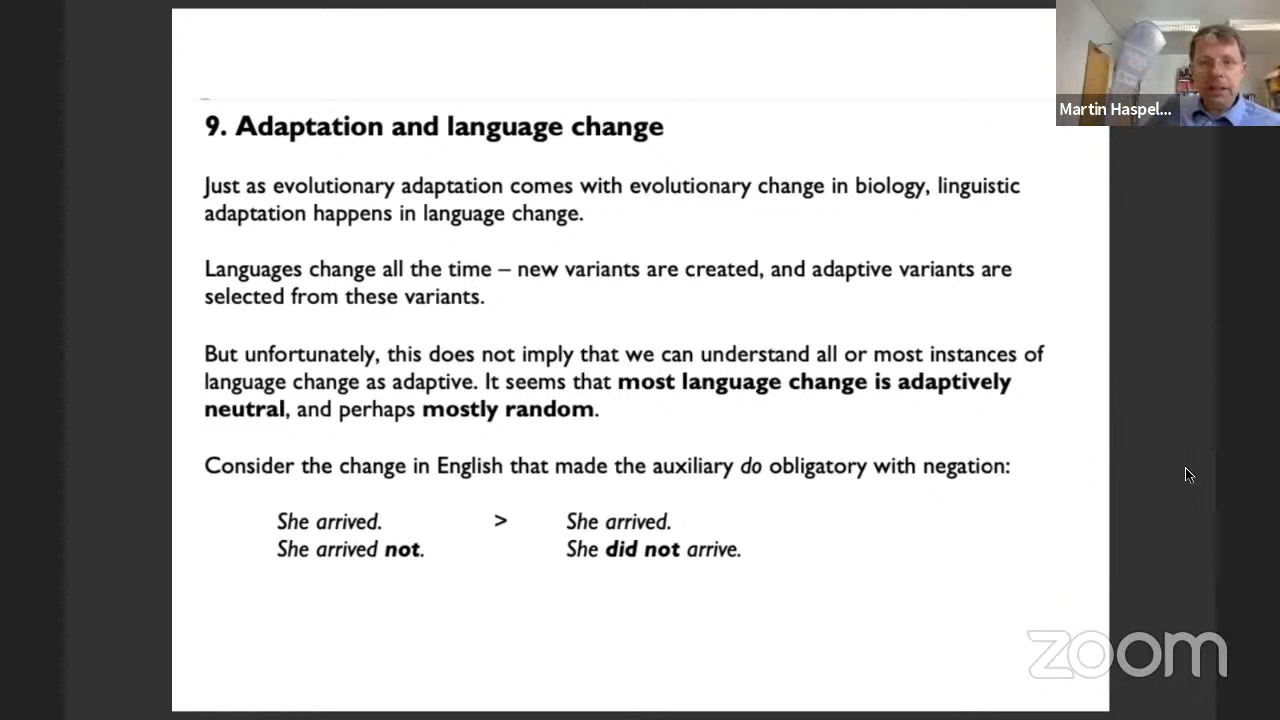 Martin Haspel...
9. Adaptation and language change
Just as evolutionary adaptation comes with evolutionary change in biology, linguistic
adaptation happens in language change.
Languages change all the time – new variants are created, and adaptive variants are
selected from these variants.
But unfortunately, this does not imply that we can understand all or most instances of
language change as adaptive. It seems that most language change is adaptively
neutral, and perhaps mostly random.
Consider the change in English that made the auxiliary do obligatory with negation:
She arrived. > She arrived.
She arrived not. She did not arrive.
zoom